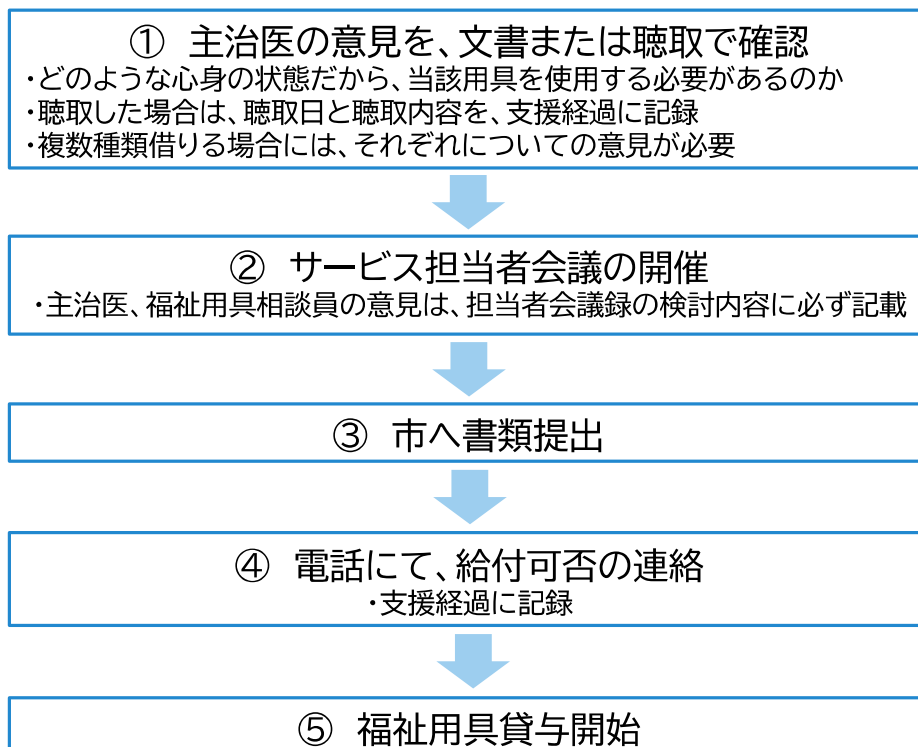 ① 主治医の意見を、文書または聴取で確認
・どのような心身の状態だから、当該用具を使用する必要があるのか
・聴取した場合は、聴取日と聴取内容を、支援経過に記録
・複数種類借りる場合には、それぞれについての意見が必要
② サービス担当者会議の開催
・主治医、福祉用具相談員の意見は、担当者会議録の検討内容に必ず記載
③ 市へ書類提出
④ 電話にて、給付可否の連絡
・支援経過に記録
⑤ 福祉用具貸与開始